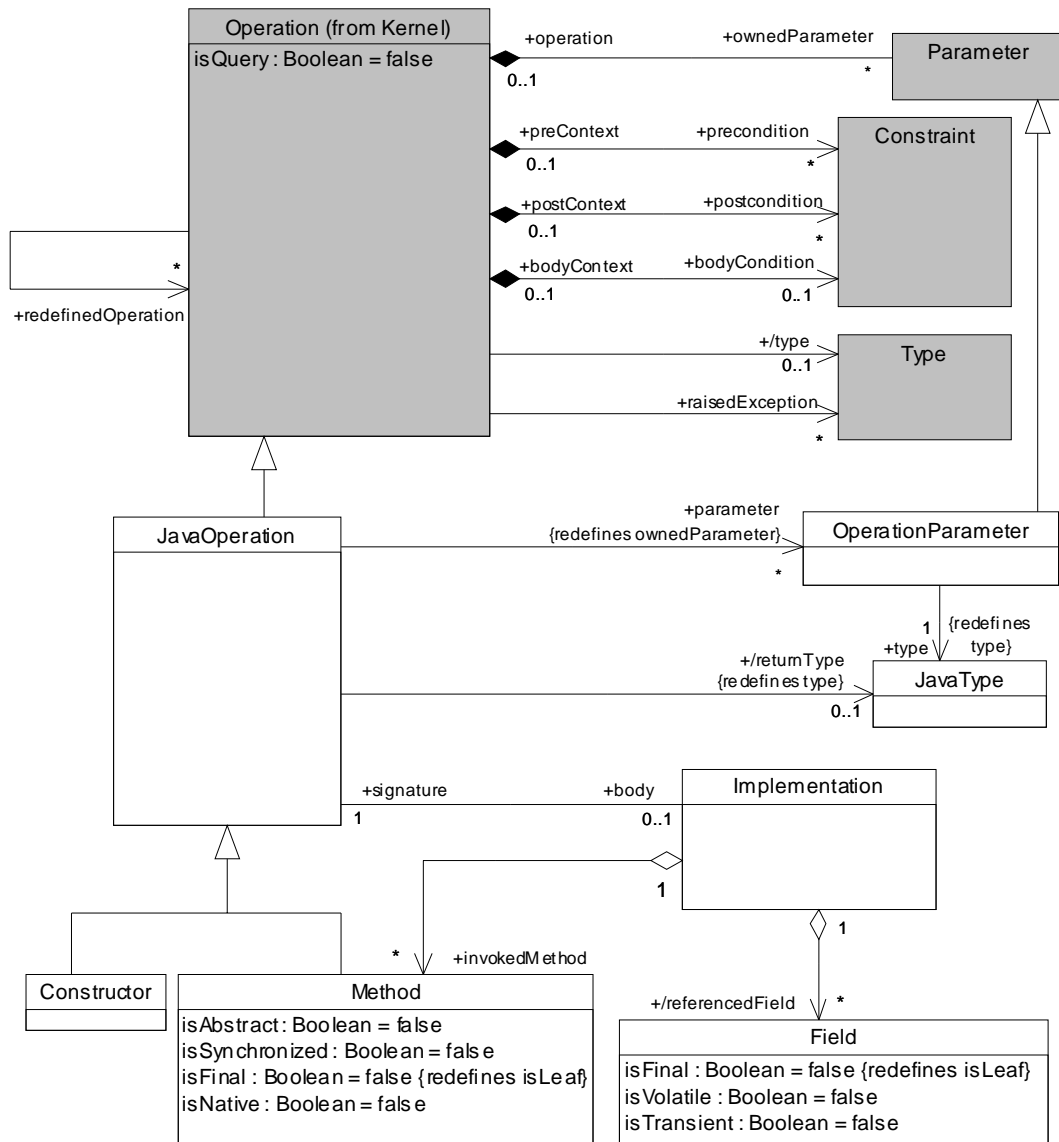 Operation (from Kernel)
isQuery : Boolean = false
+operation
+ownedParameter
0..1
*
Parameter
+preContext
+precondition
0..1
*
Constraint
+postContext
+postcondition
0..1
*
+bodyContext
+bodyCondition
0..1
0..1
*
+redefinedOperation
+/type
0..1
Type
+raisedException
*
JavaOperation
+parameter
{redefines ownedParameter}
*
OperationParameter
1
{redefines
type}
+type
+/returnType
{redefines type}
0..1
JavaType
+signature
1
+body
0..1
Implementation
1
1
*
+invokedMethod
+/referencedField
*
Constructor
Method
isAbstract : Boolean = false
isSynchronized : Boolean = false
isFinal : Boolean = false {redefines isLeaf}
isNative : Boolean = false
Field
isFinal : Boolean = false {redefines isLeaf}
isVolatile : Boolean = false
isTransient : Boolean = false